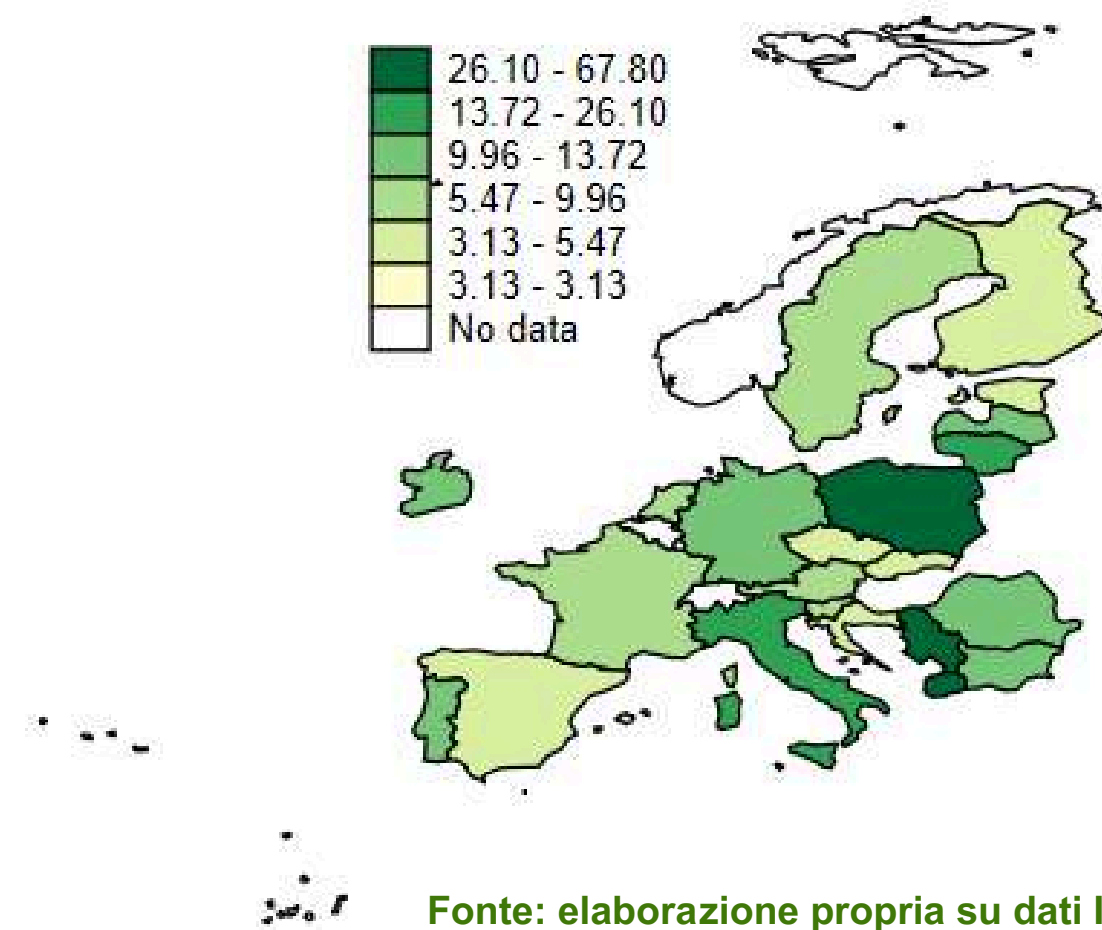 26.10 - 67.80
13.72 - 26.10
9.96 - 13.72
5.47 - 9.96
3.13 - 5.47
3.13 - 3.13
No data
Fonte: elaborazione propria su dati